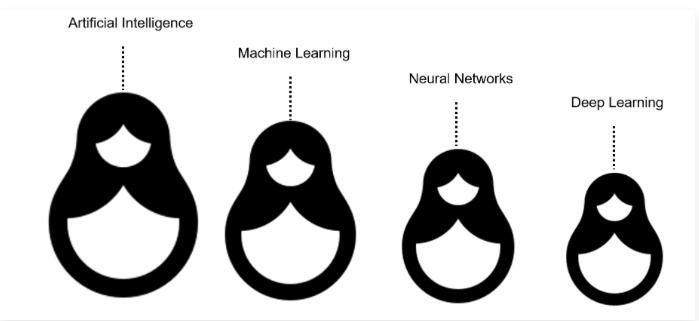 Artificial Intelligence
Machine Learning
Neural Networks
Deep Learning